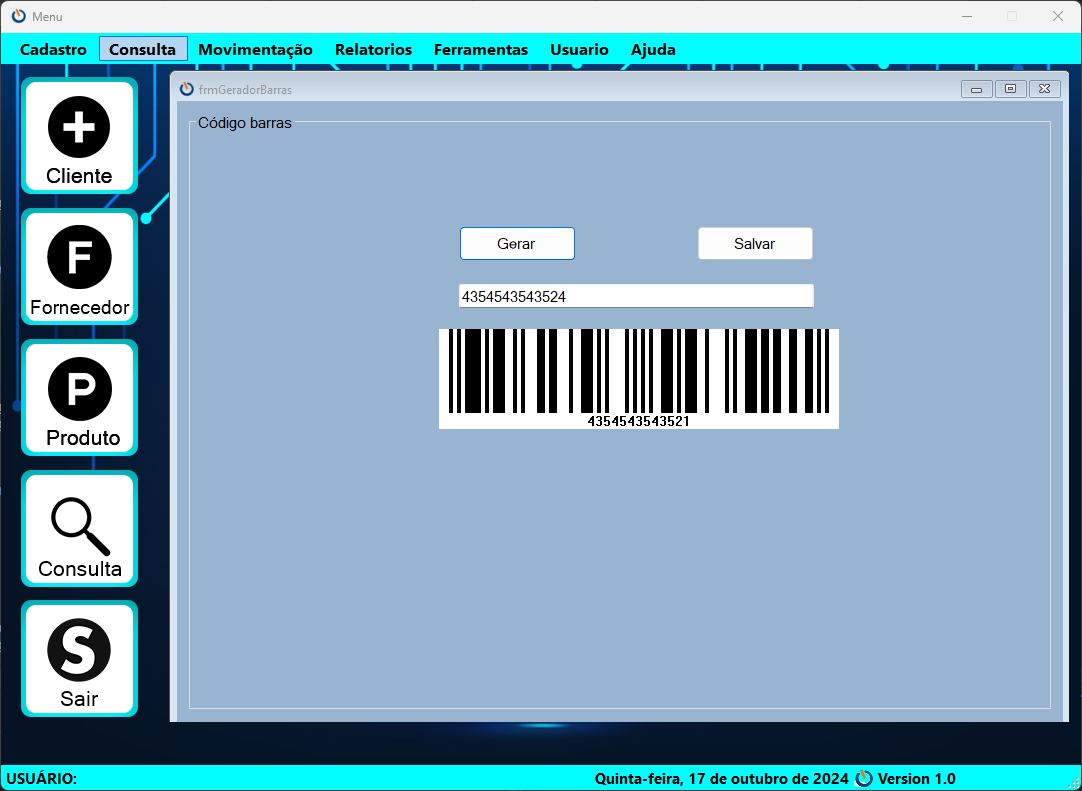 Menu
Cadastro Consulta Movimentação Relatorios Ferramentas Usuario Ajuda
frmGeradorBarras
Código barras
Gerar Salvar
4354543543524
4354543543521
Cliente
F
Fornecedor
P
Produto
Consulta
S
Sair
USUÁRIO: Quinta-feira, 17 de outubro de 2024 Version 1.0